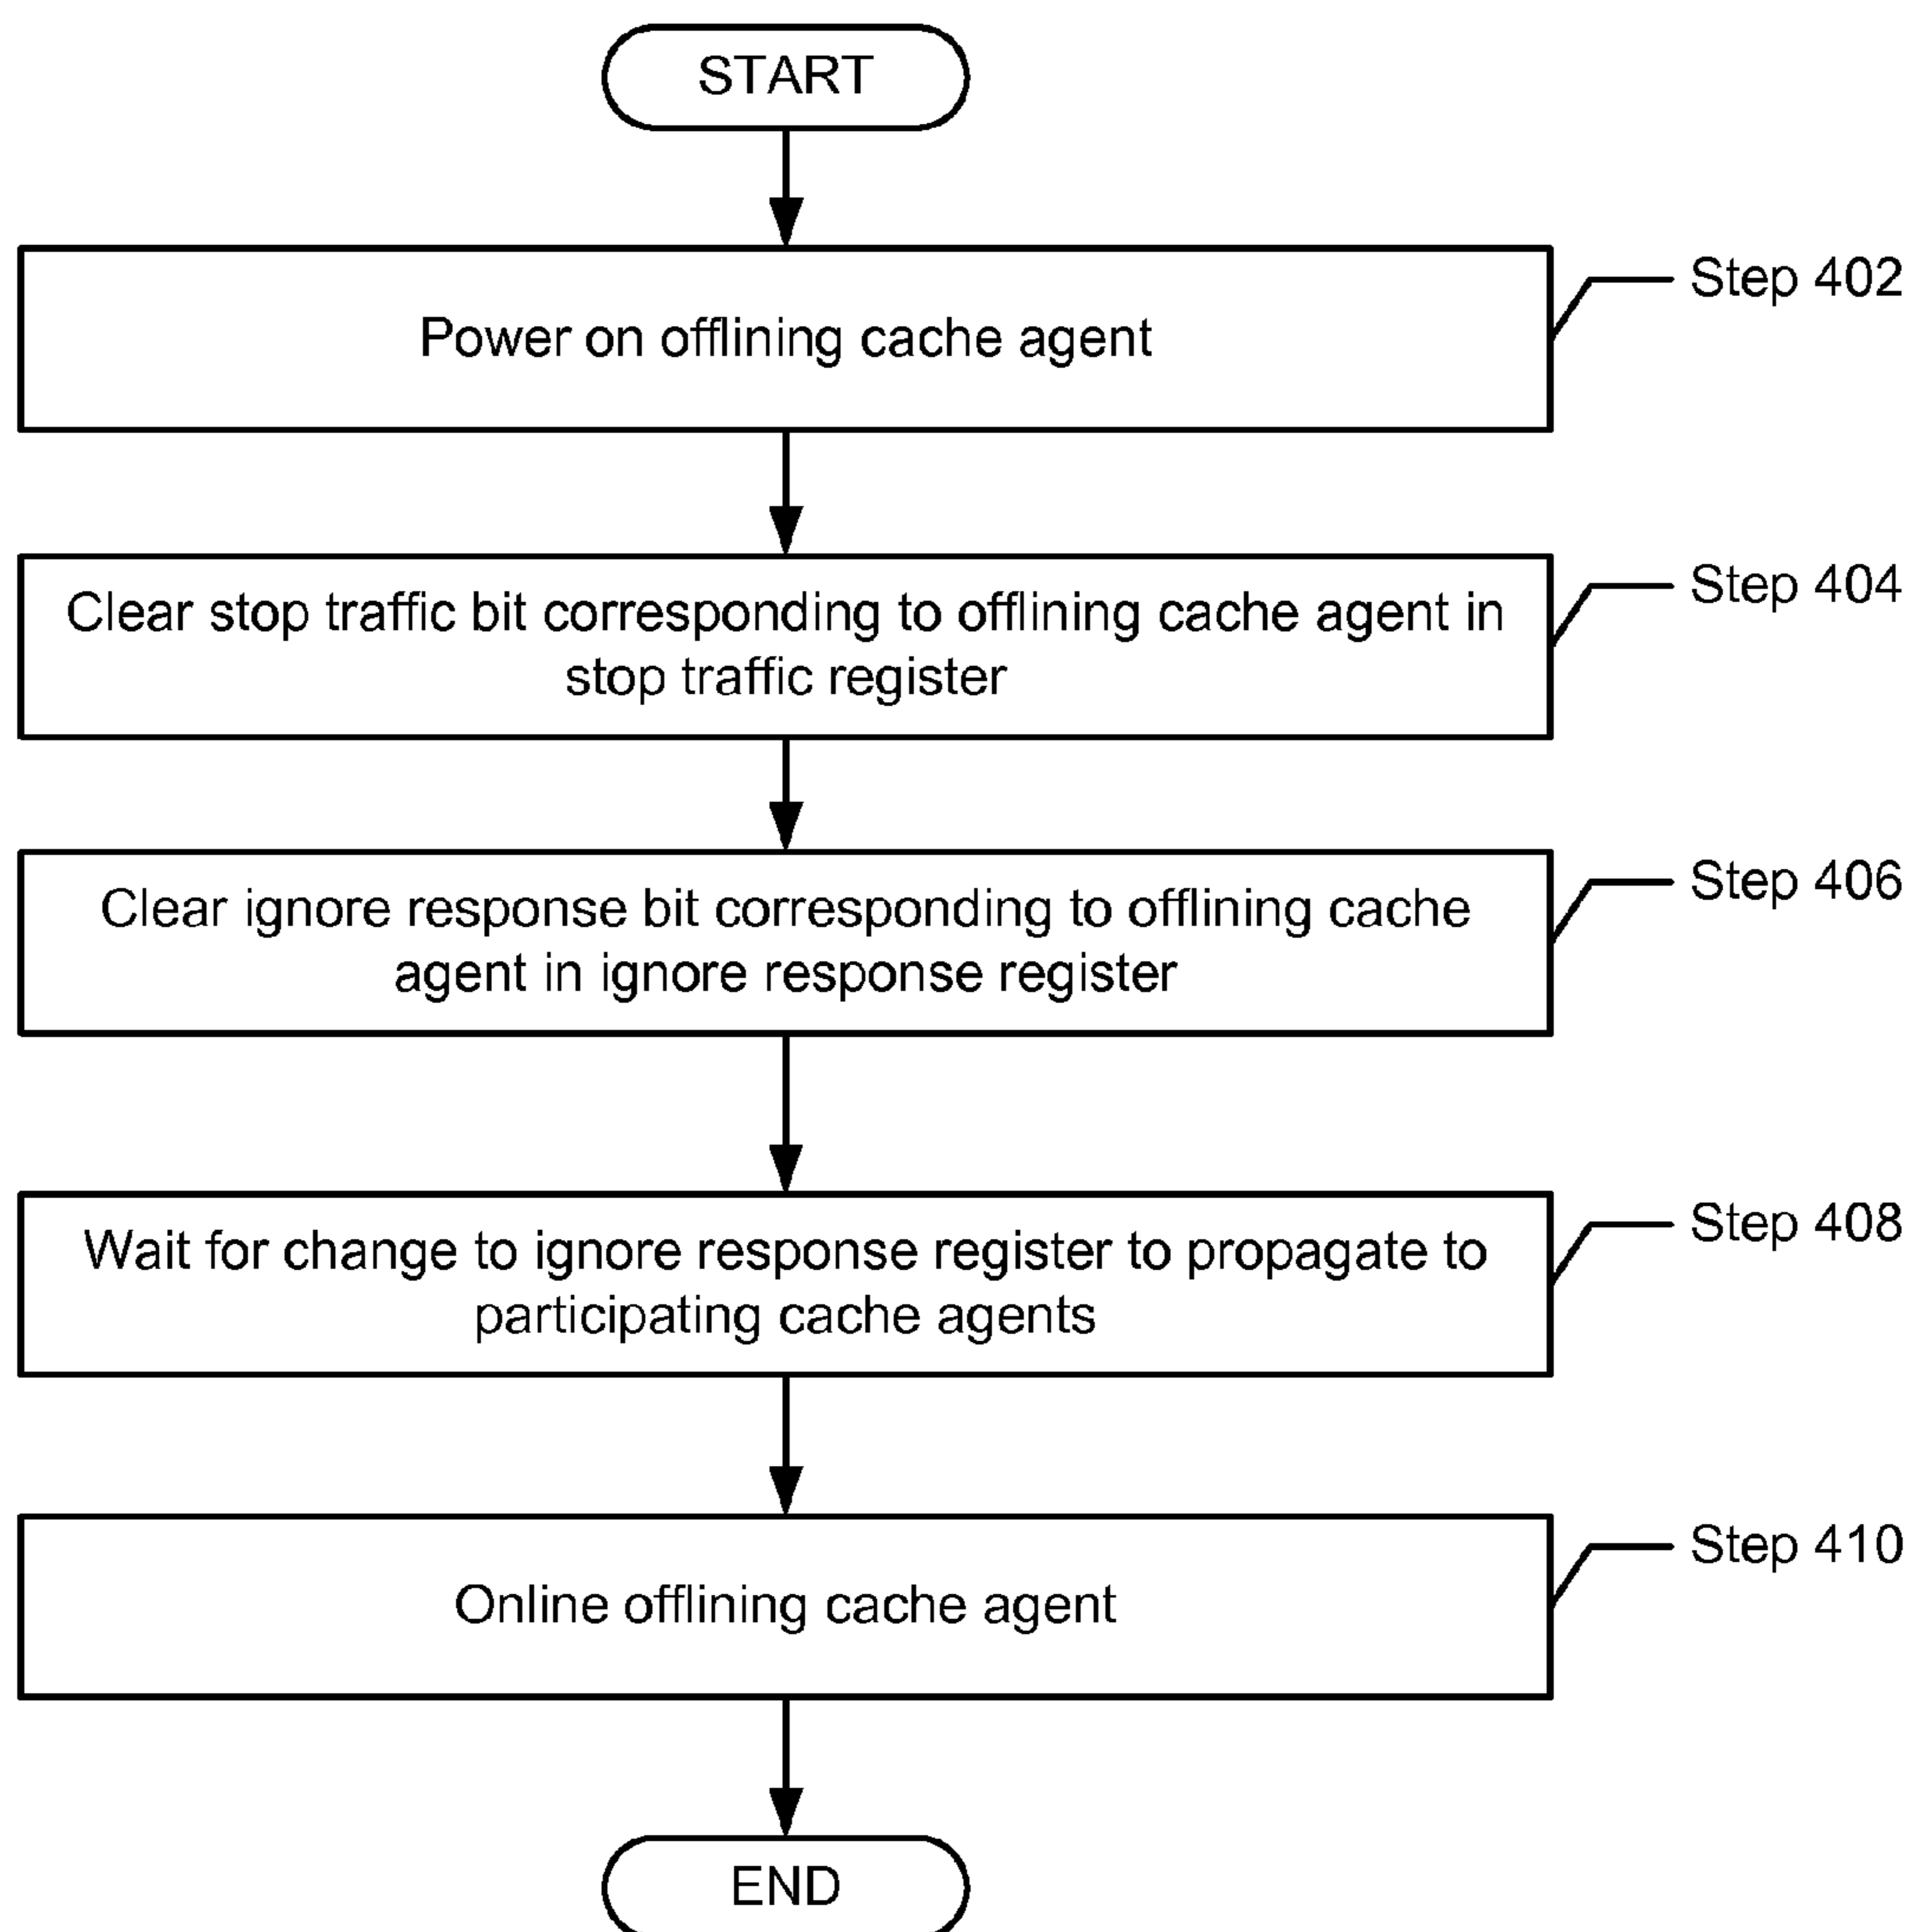 START
Power on offlining cache agent
Step 402
Clear stop traffic bit corresponding to offlining cache agent in
stop traffic register
Step 404
Clear ignore response bit corresponding to offlining cache
agent in ignore response register
Step 406
Wait for change to ignore response register to propagate to
participating cache agents
Step 408
Online offlining cache agent
Step 410
END